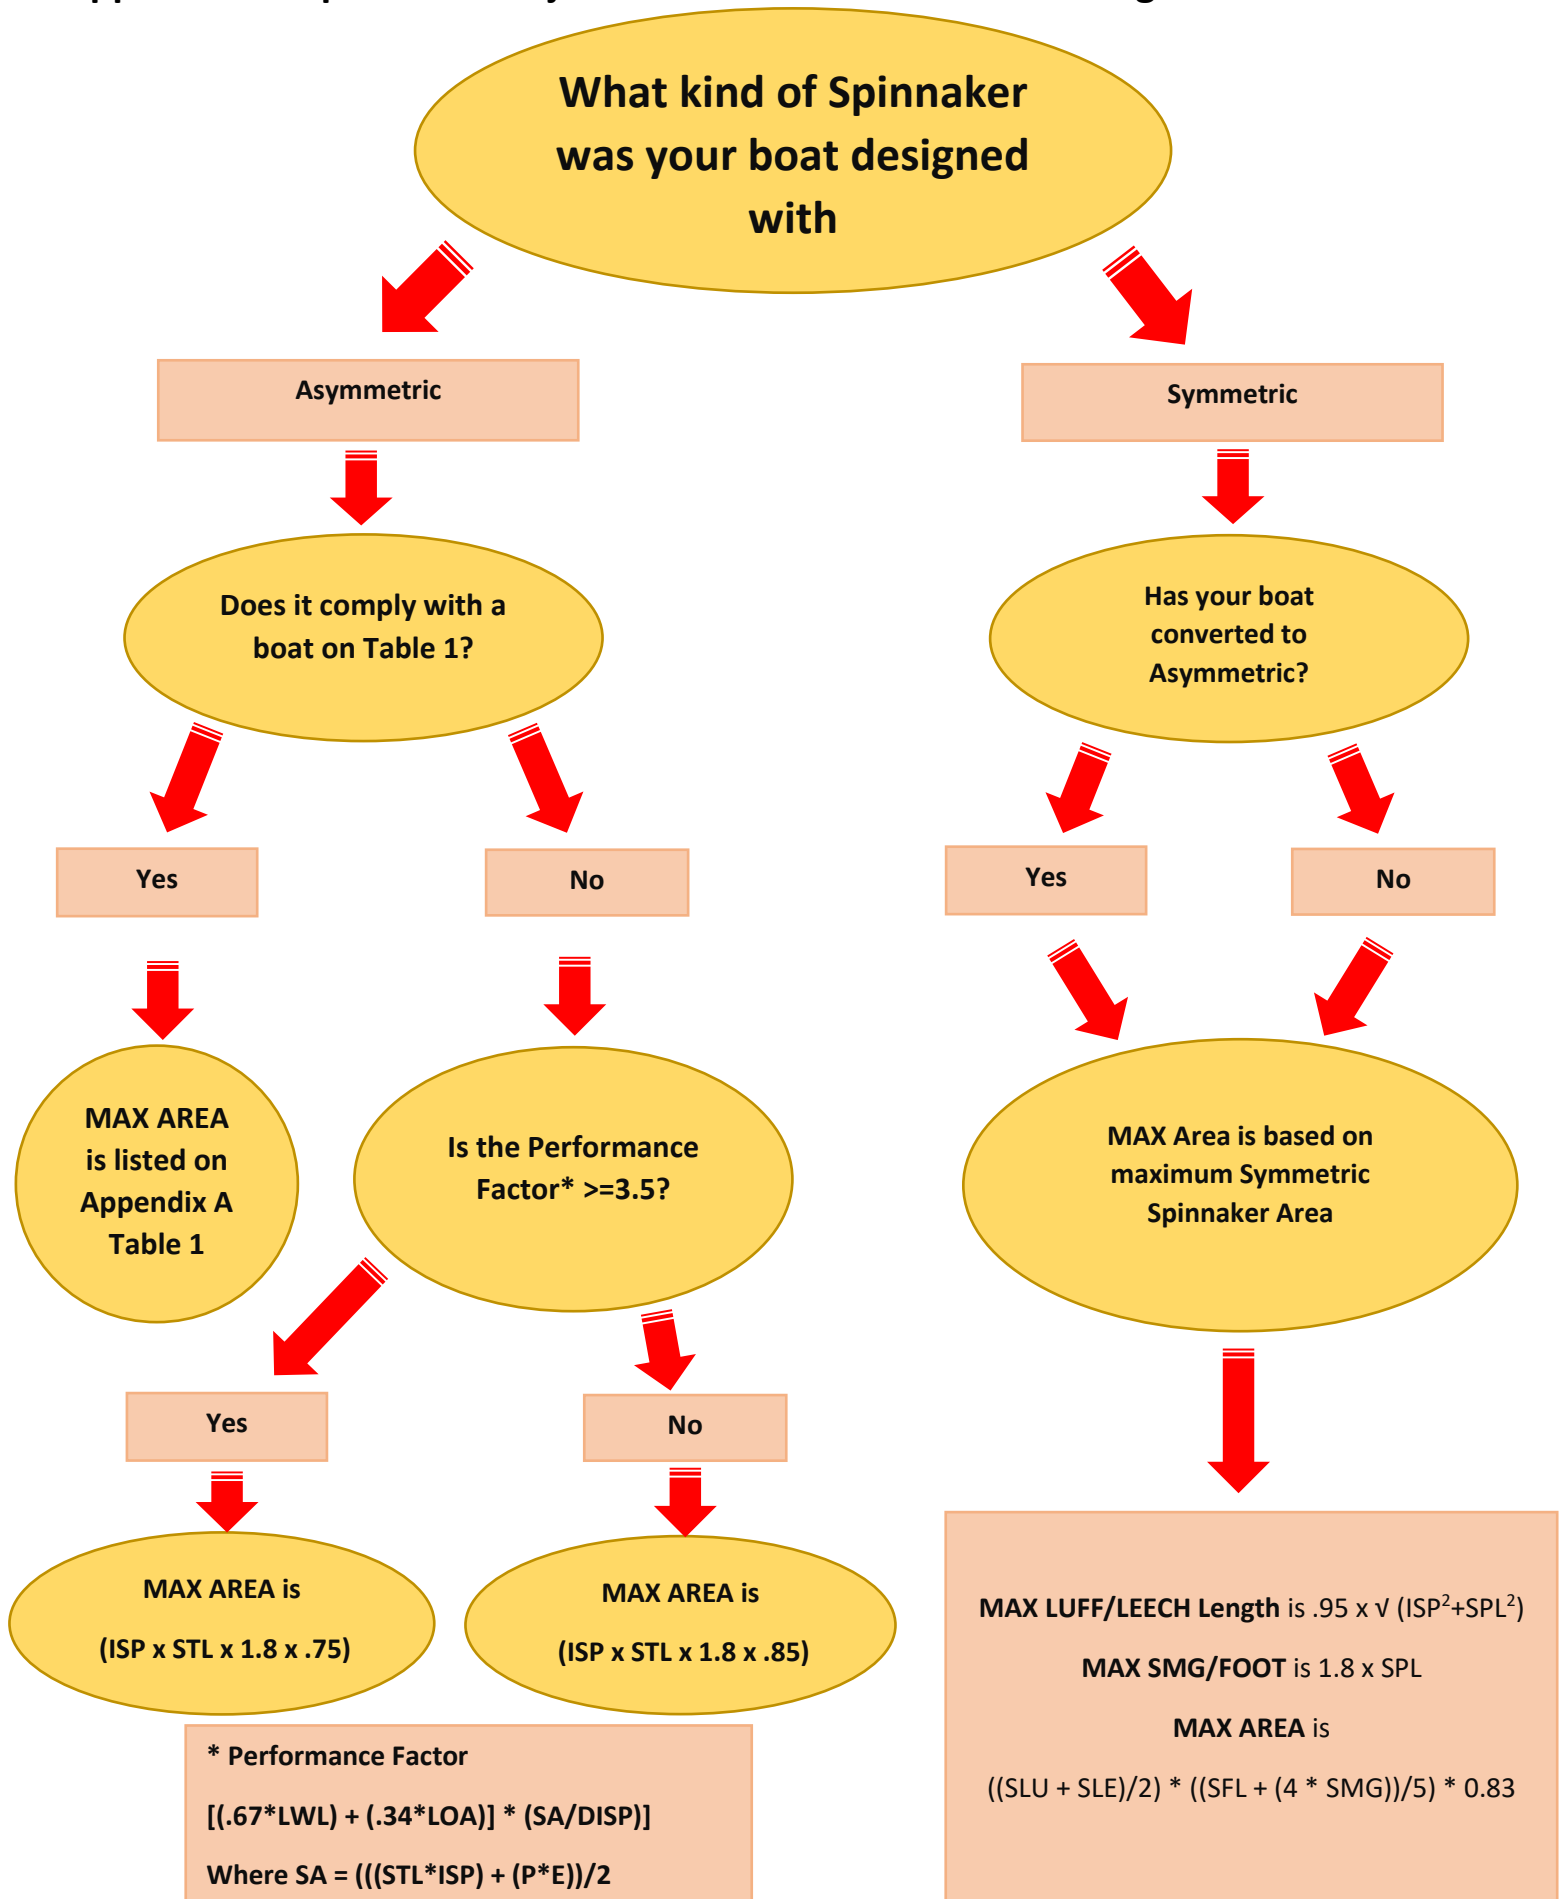 What kind of Spinnaker
was your boat designed
with
Asymmetric
Symmetric
Does it comply with a
boat on Table 1?
Has your boat
converted to
Asymmetric?
Yes
No
Yes
No
MAX AREA
is listed on
Appendix A
Table 1
Is the Performance
Factor* >=3.5?
MAX Area is based on
maximum Symmetric
Spinnaker Area
Yes
No
MAX AREA is
(ISP x STL x 1.8 x .75)
MAX AREA is
(ISP x STL x 1.8 x .85)
MAX LUFF/LEECH Length is .95 x √ (ISP²+SPL²)
MAX SMG/FOOT is 1.8 x SPL
MAX AREA is
((SLU + SLE)/2) * ((SFL + (4 * SMG))/5) * 0.83
* Performance Factor
[(.67*LWL) + (.34*LOA)] * (SA/DISP)]
Where SA = (((STL*ISP) + (P*E))/2